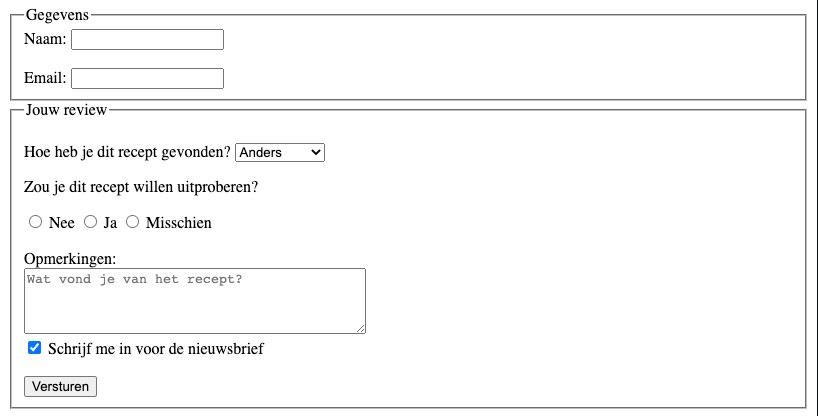 Gegevens
Naam:
Email:
Jouw review
Hoe heb je dit recept gevonden? Anders
Zou je dit recept willen uitproberen?
Nee Ja Misschien
Opmerkingen:
Wat vond je van het recept?
Schrijf me in voor de nieuwsbrief
Versturen